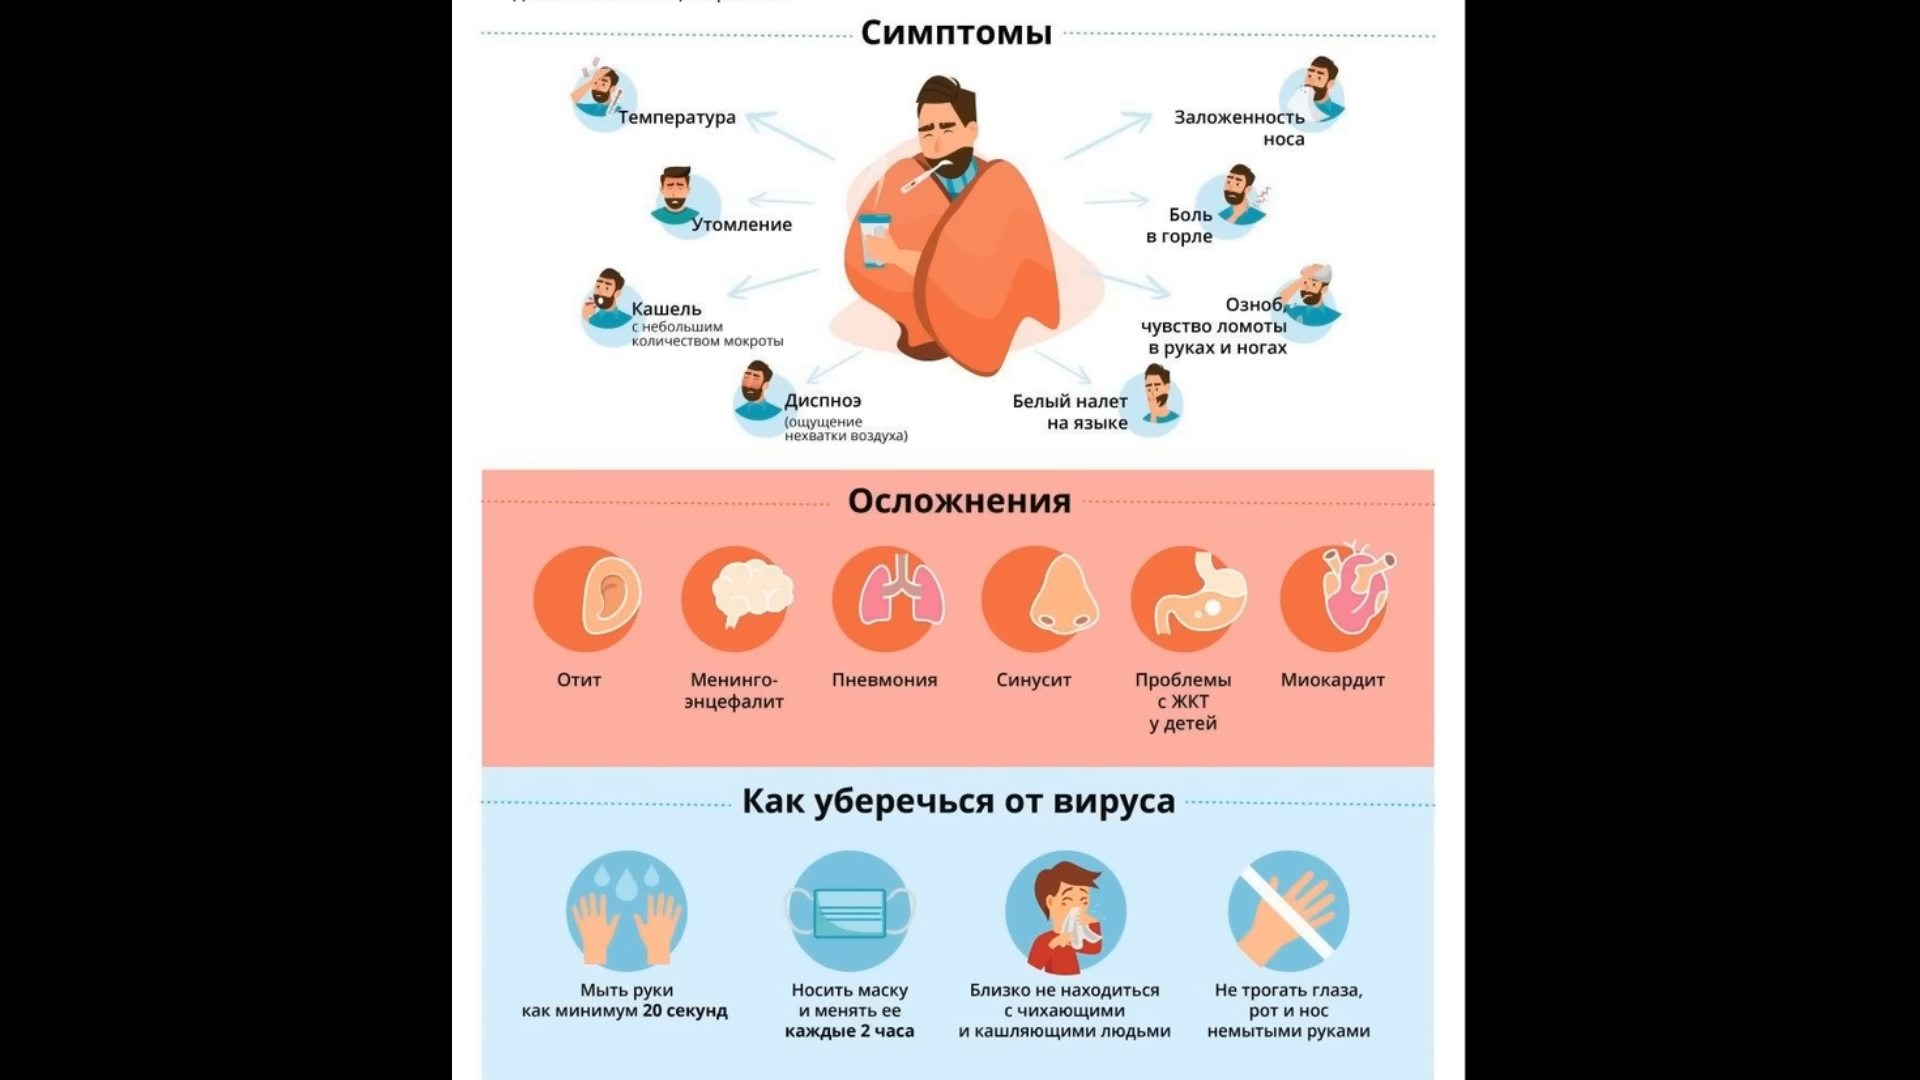 Симптомы
Температура
Утомление
Кашель
с небольшим
количеством мокроты
Диспноэ
(ощущение
нехватки воздуха)
Заложенность
носа
Боль
в горле
Озноб,
чувство ломоты
в руках и ногах
Белый налет
на языке
Осложнения
Отит
Менинго-
энцефалит
Пневмония
Синусит
Проблемы
с ЖКТ
у детей
Миокардит
Как уберечься от вируса
Мыть руки
как минимум 20 секунд
Носить маску
и менять ее
каждые 2 часа
Близко не находиться
с чихающими
и кашляющими людьми
Не трогать глаза,
рот и нос
немытыми руками